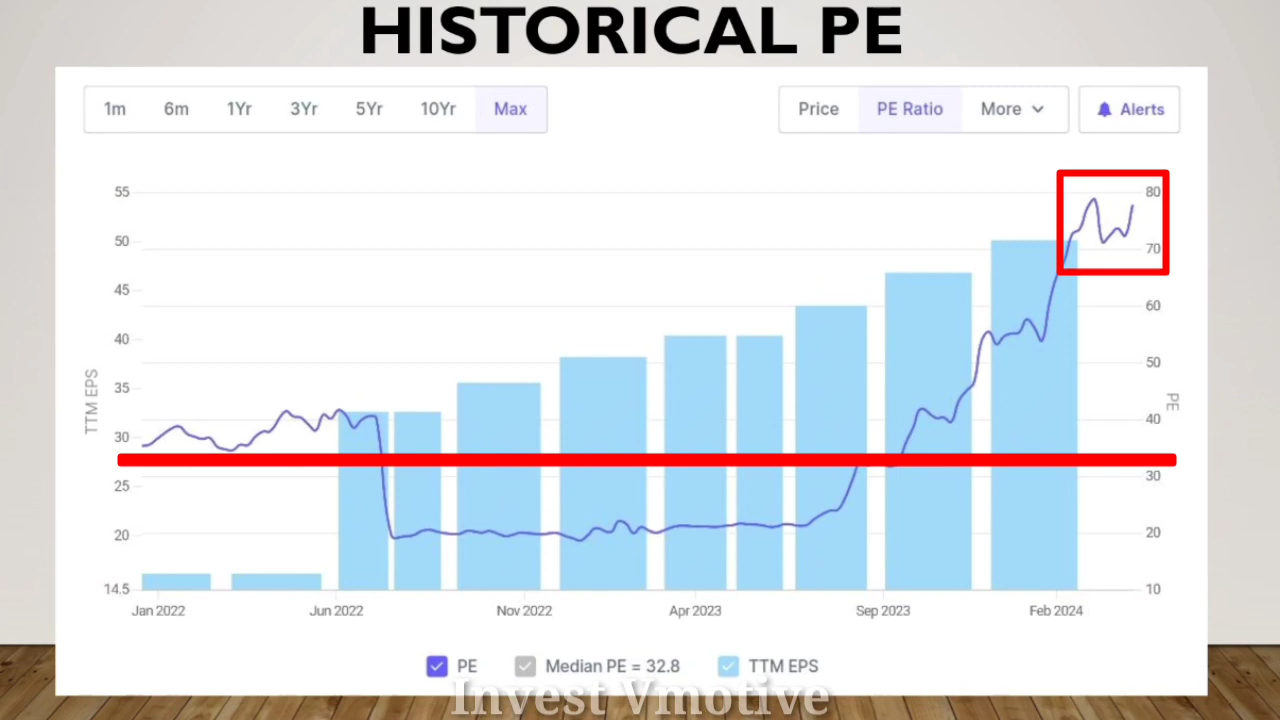 HISTORICAL PE
1m 6m 1Yr 3Yr 5Yr 10Yr Max Price PE Ratio More Alerts
55 80
50 70
45 60
40 50
35 40
30 30
25 20
20 10
14.5
TTM EPS
PE
Jan 2022 Jun 2022 Nov 2022 Apr 2023 Sep 2023 Feb 2024
PE Median PE = 32.8 TTM EPS
Invest Vmotive